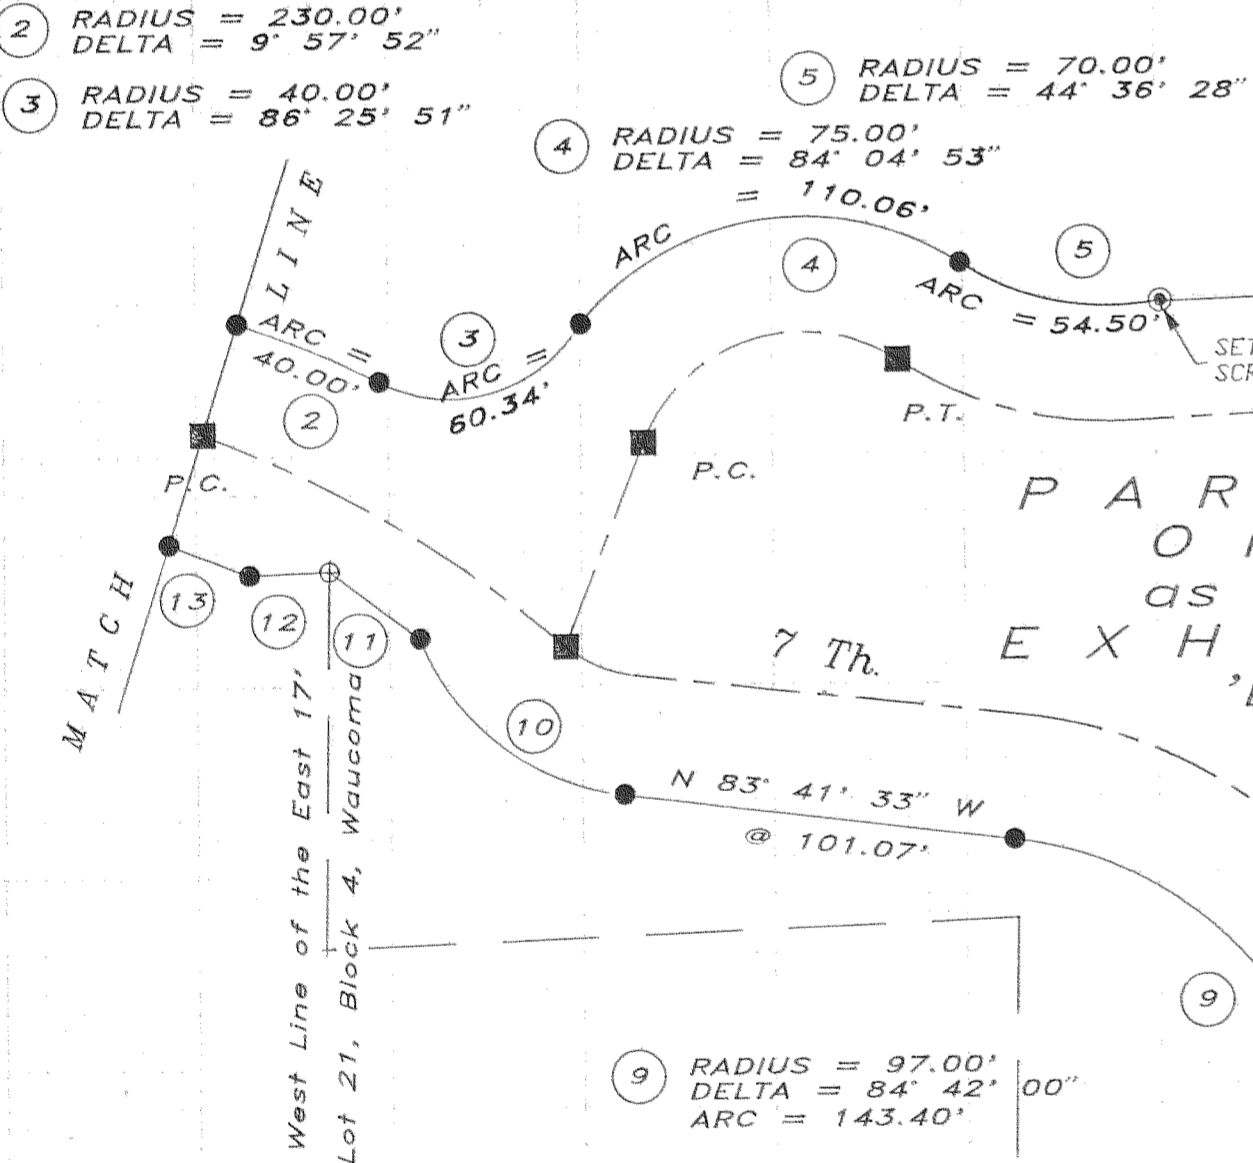 2 RADIUS = 230.00'
DELTA = 9° 57' 52"
3 RADIUS = 40.00'
DELTA = 86° 25' 51"
5 RADIUS = 70.00'
DELTA = 44° 36' 28"
4 RADIUS = 75.00'
DELTA = 84° 04' 53"
ARC = 110.06'
4
5
ARC = 54.50'
SET
SCR
MATCH LINE
ARC =
40.00'
2
3
ARC =
60.34'
P.C.
P.C.
P.T.
P A R
O
as
E X H
7 Th.
13
12
11
10
N 83° 41' 33" W
@ 101.07'
West Line of the East 17'
Lot 21, Block 4, Waucoma
9
9 RADIUS = 97.00'
DELTA = 84° 42' 00"
ARC = 143.40'